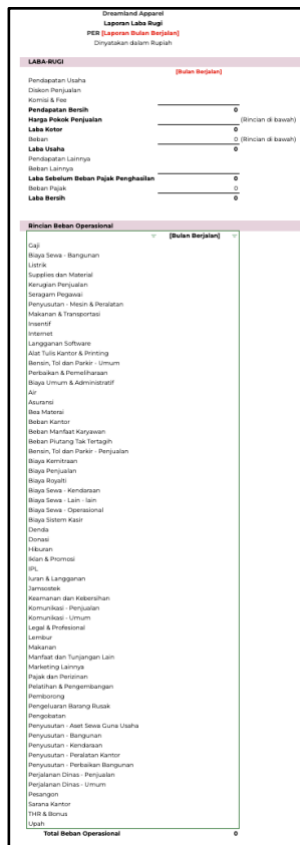 Dreamland Apparel
Laporan Laba Rugi
PER [Laporan Bulan Berjalan]
Dinyatakan dalam Rupiah
LABA-RUGI
[Bulan Berjalan]
Pendapatan Usaha
Diskon Penjualan
Komisi & Fee
Pendapatan Bersih 0
Harga Pokok Penjualan (Rincian di bawah)
Laba Kotor 0
Beban 0 (Rincian di bawah)
Laba Usaha 0
Pendapatan Lainnya
Beban Lainnya
Laba Sebelum Beban Pajak Penghasilan 0
Beban Pajak 0
Laba Bersih 0
Rincian Beban Operasional
[Bulan Berjalan]
Gaji
Biaya Sewa - Bangunan
Listrik
Supplies dan Material
Kerugian Penjualan
Seragam Pegawai
Penyusutan - Mesin & Peralatan
Makanan & Transportasi
Insentif
Internet
Langganan Software
Alat Tulis Kantor & Printing
Bensin, Tol dan Parkir - Umum
Perbaikan & Pemeliharaan
Biaya Umum & Administratif
Air
Asuransi
Bea Materai
Beban Kantor
Beban Manfaat Karyawan
Beban Piutang Tak Tertagih
Bensin, Tol dan Parkir - Penjualan
Biaya Kemitraan
Biaya Penjualan
Biaya Royalti
Biaya Sewa - Kendaraan
Biaya Sewa - Lain - lain
Biaya Sewa - Operasional
Biaya Sistem Kasir
Denda
Donasi
Hiburan
Iklan & Promosi
IPL
Iuran & Langganan
Jamsostek
Keamanan dan Kebersihan
Komunikasi - Penjualan
Komunikasi - Umum
Legal & Profesional
Lembur
Makanan
Manfaat dan Tunjangan Lain
Marketing Lainnya
Pajak dan Perizinan
Pelatihan & Pengembangan
Pemborong
Pengeluaran Barang Rusak
Pengobatan
Penyusutan - Aset Sewa Guna Usaha
Penyusutan - Bangunan
Penyusutan - Kendaraan
Penyusutan - Peralatan Kantor
Penyusutan - Perbaikan Bangunan
Perjalanan Dinas - Penjualan
Perjalanan Dinas - Umum
Pesangon
Sarana Kantor
THR & Bonus
Upah
Total Beban Operasional 0